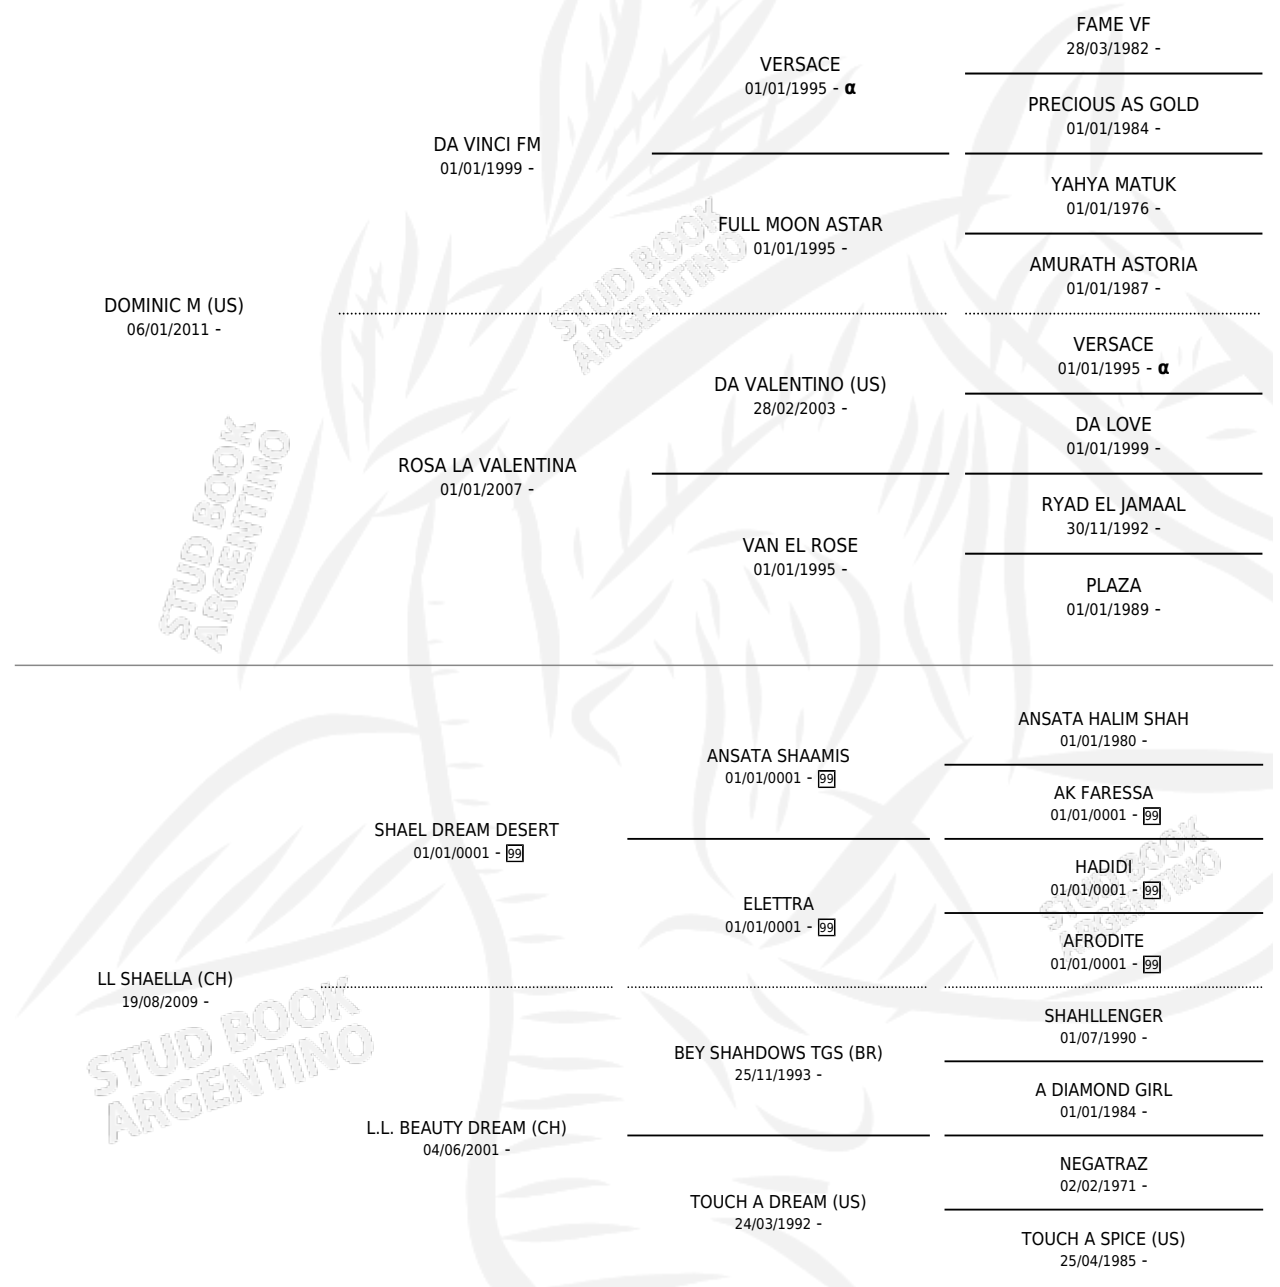 FAME VF
28/03/1982 -
VERSACE
01/01/1995 - α
PRECIOUS AS GOLD
01/01/1984 -
DA VINCI FM
01/01/1999 -
YAHYA MATUK
01/01/1976 -
FULL MOON ASTAR
01/01/1995 -
AMURATH ASTORIA
01/01/1987 -
DOMINIC M (US)
06/01/2011 -
VERSACE
01/01/1995 - α
DA VALENTINO (US)
28/02/2003 -
DA LOVE
01/01/1999 -
ROSA LA VALENTINA
01/01/2007 -
RYAD EL JAMAAL
30/11/1992 -
VAN EL ROSE
01/01/1995 -
PLAZA
01/01/1989 -
STUD BOOK
ARGENTINO
STUD BOOK
ARGENTINO
ANSATA HALIM SHAH
01/01/1980 -
ANSATA SHAAMIS
01/01/0001 - 99
AK FARESSA
01/01/0001 - 99
SHAEL DREAM DESERT
01/01/0001 - 99
HADIDI
01/01/0001 - 99
ELETTRA
01/01/0001 - 99
AFRODITE
01/01/0001 - 99
LL SHAELLA (CH)
19/08/2009 -
SHAHLLENGER
01/07/1990 -
BEY SHAHDOWS TGS (BR)
25/11/1993 -
A DIAMOND GIRL
01/01/1984 -
L.L. BEAUTY DREAM (CH)
04/06/2001 -
NEGATRAZ
02/02/1971 -
TOUCH A DREAM (US)
24/03/1992 -
TOUCH A SPICE (US)
25/04/1985 -
STUD BOOK
ARGENTINO
STUD BOOK
ARGENTINO